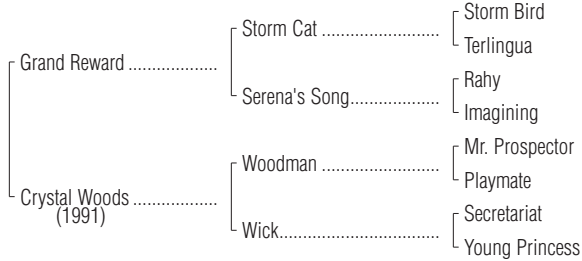 Storm Bird
Storm Cat ........................
Terlingua
Grand Reward ..................
Rahy
Serena's Song..................
Imagining
Mr. Prospector
Woodman ........................
Playmate
Crystal Woods .................
(1991)
Secretariat
Wick.................................
Young Princess